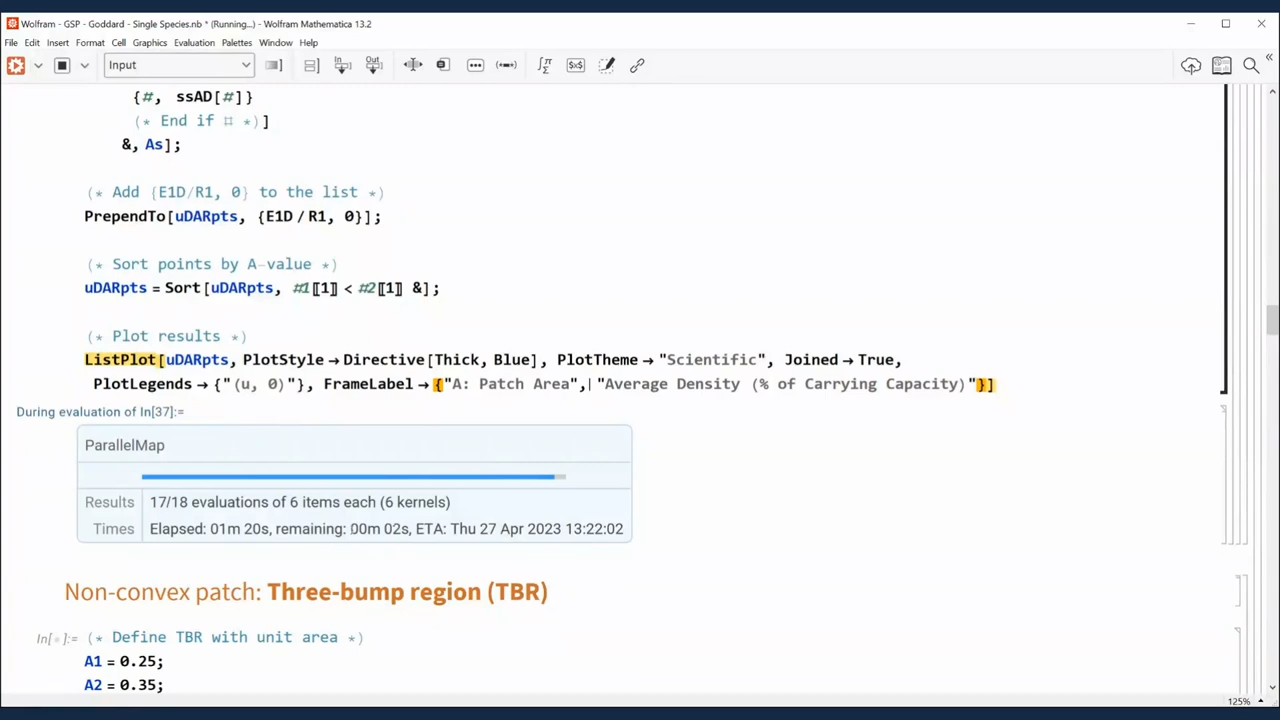 Wolfram - GSP - Goddard - Single Species.nb * (Running...) - Wolfram Mathematica 13.2
File Edit Insert Format Cell Graphics Evaluation Palettes Window Help
Input
In[] Out[]
{#, ssAD[#]}
(* End if ⌗ *)]
&, As];
(* Add {E1D/R1, 0} to the list *)
PrependTo[uDARpts, {E1D / R1, 0}];
(* Sort points by A-value *)
uDARpts = Sort[uDARpts, #1〚1〛 < #2〚1〛 &];
(* Plot results *)
ListPlot[uDARpts, PlotStyle → Directive[Thick, Blue], PlotTheme → "Scientific", Joined → True,
PlotLegends → {"(u, 0)"}, FrameLabel → {"A: Patch Area", "Average Density (% of Carrying Capacity)"}]
During evaluation of In[37]:=
ParallelMap
Results 17/18 evaluations of 6 items each (6 kernels)
Times Elapsed: 01m 20s, remaining: 00m 02s, ETA: Thu 27 Apr 2023 13:22:02
Non-convex patch: Three-bump region (TBR)
In[∘]:= (* Define TBR with unit area *)
A1 = 0.25;
A2 = 0.35;
125%